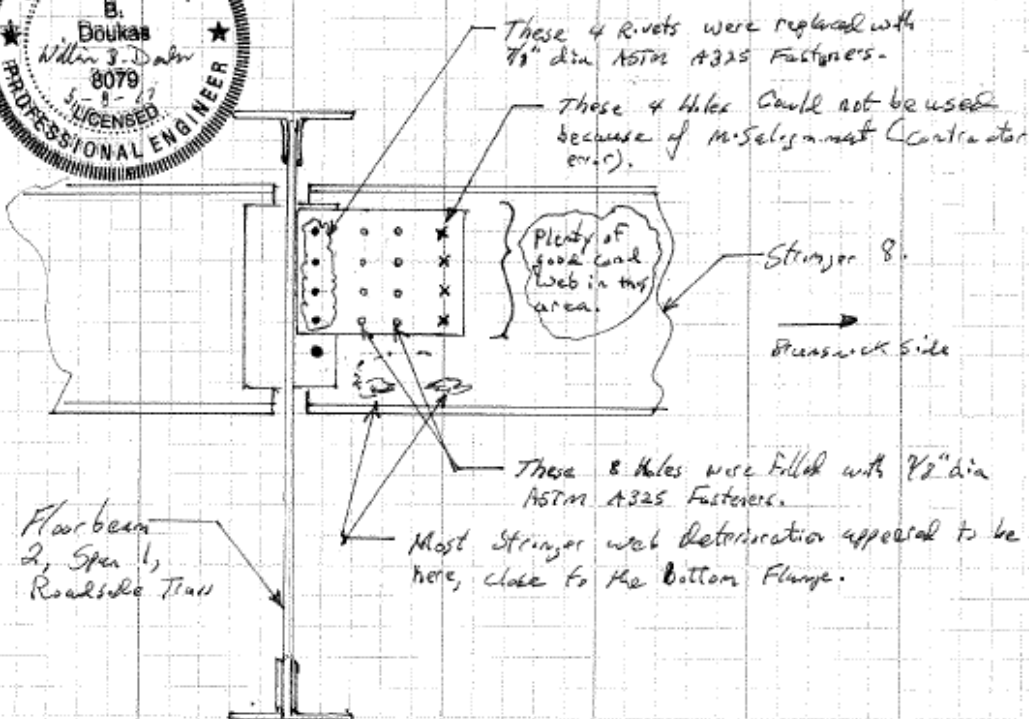 B.
Doukas
8079
LICENSED
PROFESSIONAL ENGINEER
These 4 Rivets were replaced with
7/8" dia ASTM A325 Fasteners.
These 4 Holes Could not be used
because of misalignment (contractor
error).
Plenty of
good cond
Web in this
area.
Stringer 8.
Brunswick Side
These 8 Holes were Filled with 7/8" dia
ASTM A325 Fasteners.
Most Stringer web deterioration appeared to be
here, close to the Bottom Flange.
Floorbeam
2, Span 1,
Roadside Truss